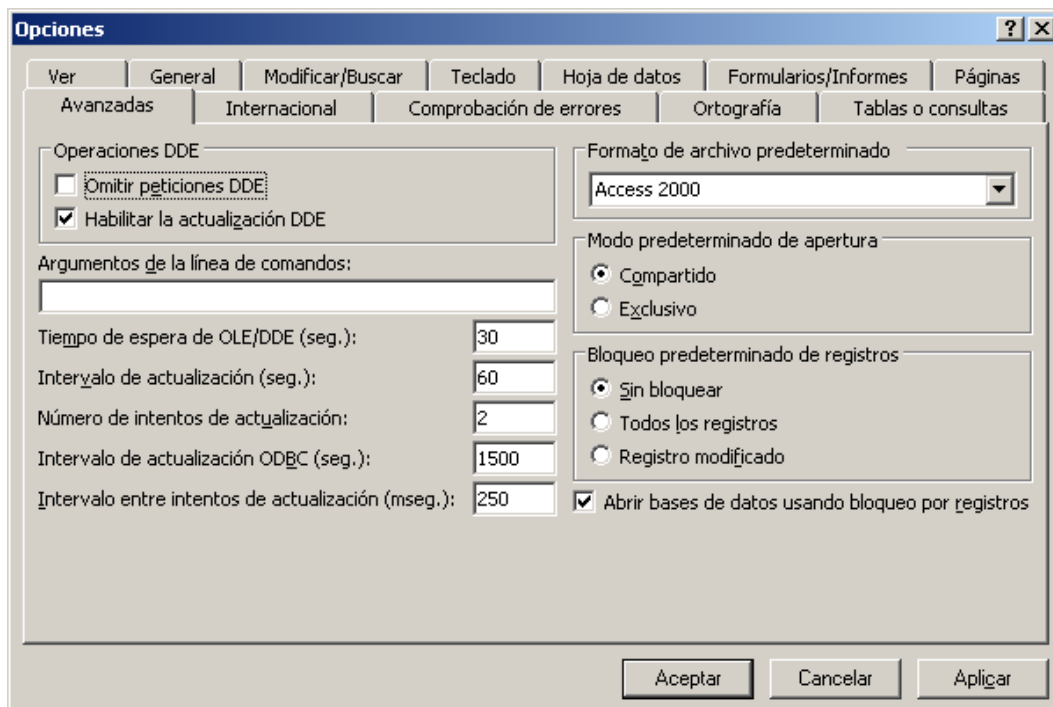 Opciones
Ver General Modificar/Buscar Teclado Hoja de datos Formularios/Informes Páginas
Avanzadas Internacional Comprobación de errores Ortografía Tablas o consultas
Operaciones DDE
Omitir peticiones DDE
Habilitar la actualización DDE
Argumentos de la línea de comandos:
Tiempo de espera de OLE/DDE (seg.): 30
Intervalo de actualización (seg.): 60
Número de intentos de actualización: 2
Intervalo de actualización ODBC (seg.): 1500
Intervalo entre intentos de actualización (mseg.): 250
Formato de archivo predeterminado
Access 2000
Modo predeterminado de apertura
Compartido
Exclusivo
Bloqueo predeterminado de registros
Sin bloquear
Todos los registros
Registro modificado
Abrir bases de datos usando bloqueo por registros
Aceptar Cancelar Aplicar